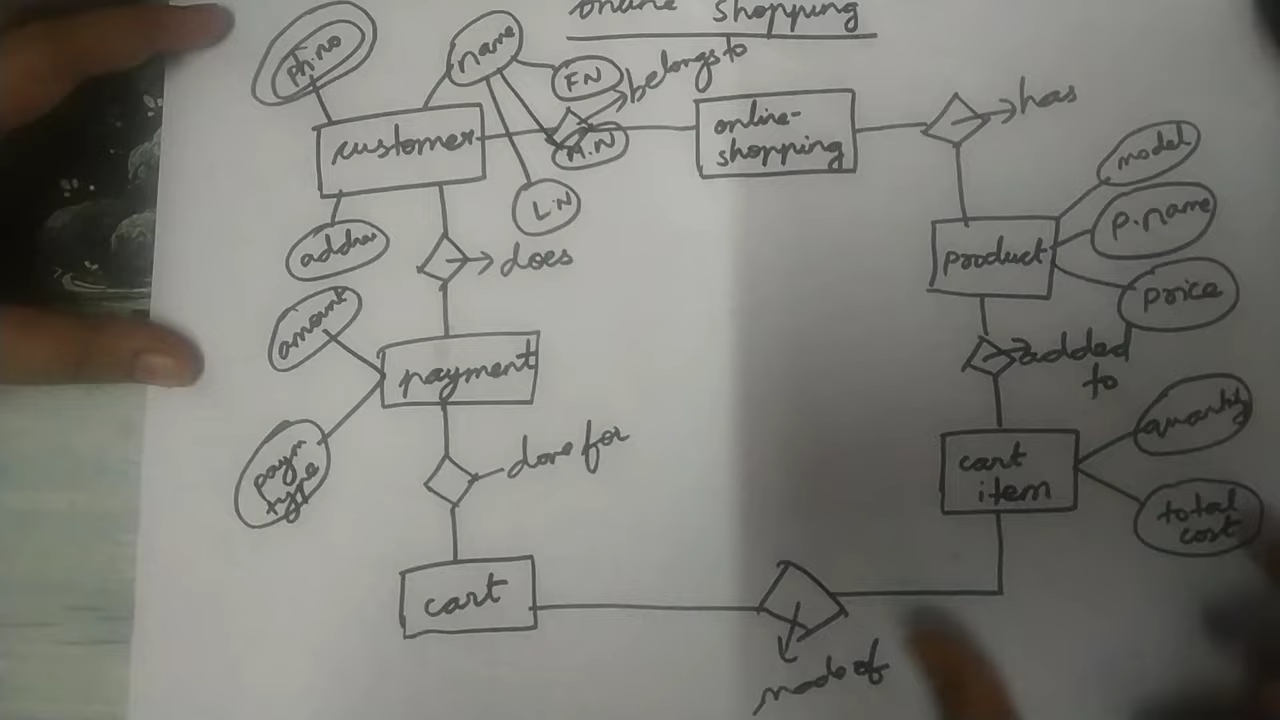 online shopping
ph.no
name
F.N
belongs to
M.N
L.N
customer
online-
shopping
has
model
p.name
price
product
does
amount
payment
added
to
quantity
cart
item
total
cost
done for
paym
type
cart
made of